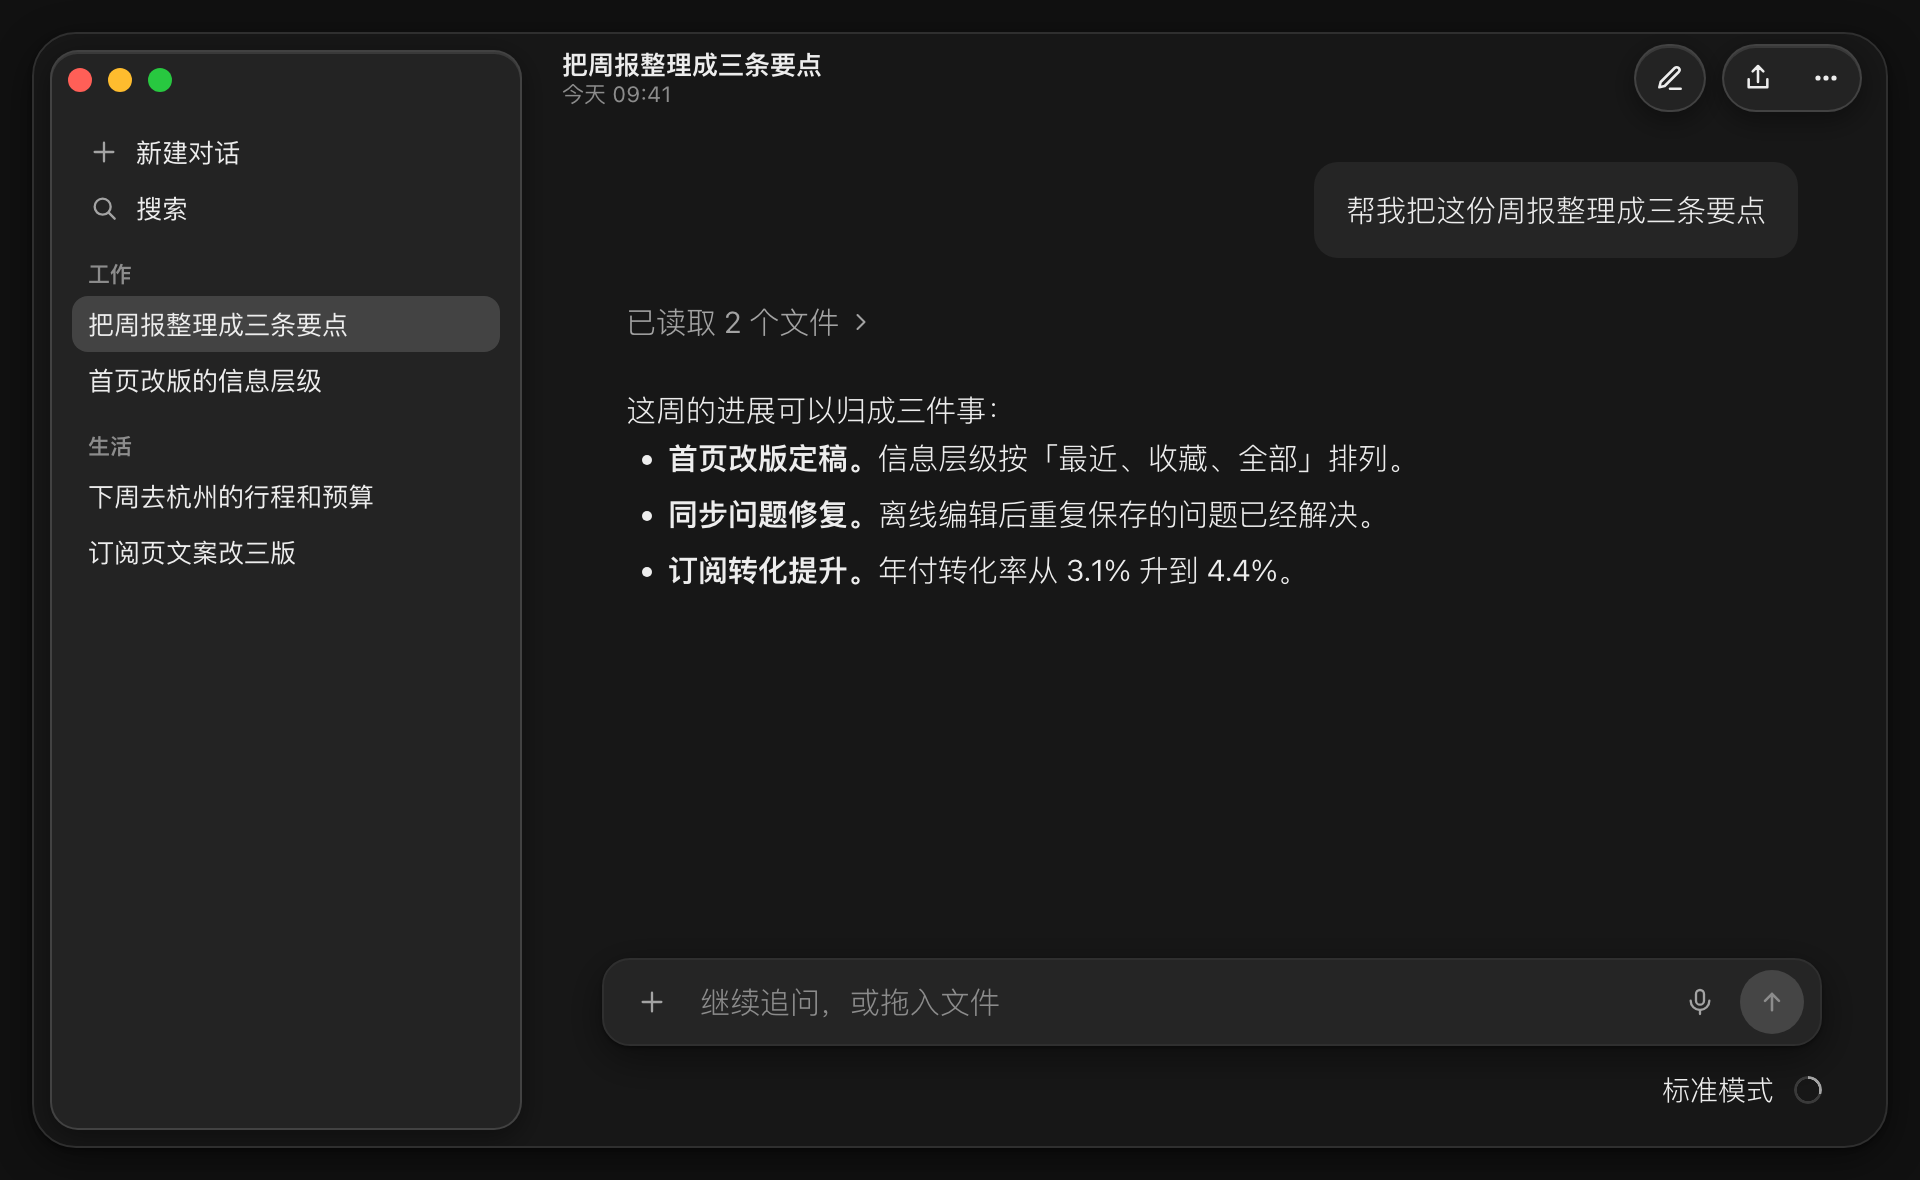 新建对话
搜索
工作
把周报整理成三条要点
首页改版的信息层级
生活
下周去杭州的行程和预算
订阅页文案改三版
把周报整理成三条要点
今天 09:41
帮我把这份周报整理成三条要点
已读取 2 个文件
这周的进展可以归成三件事：
• 首页改版定稿。信息层级按「最近、收藏、全部」排列。
• 同步问题修复。离线编辑后重复保存的问题已经解决。
• 订阅转化提升。年付转化率从 3.1% 升到 4.4%。
继续追问，或拖入文件
标准模式